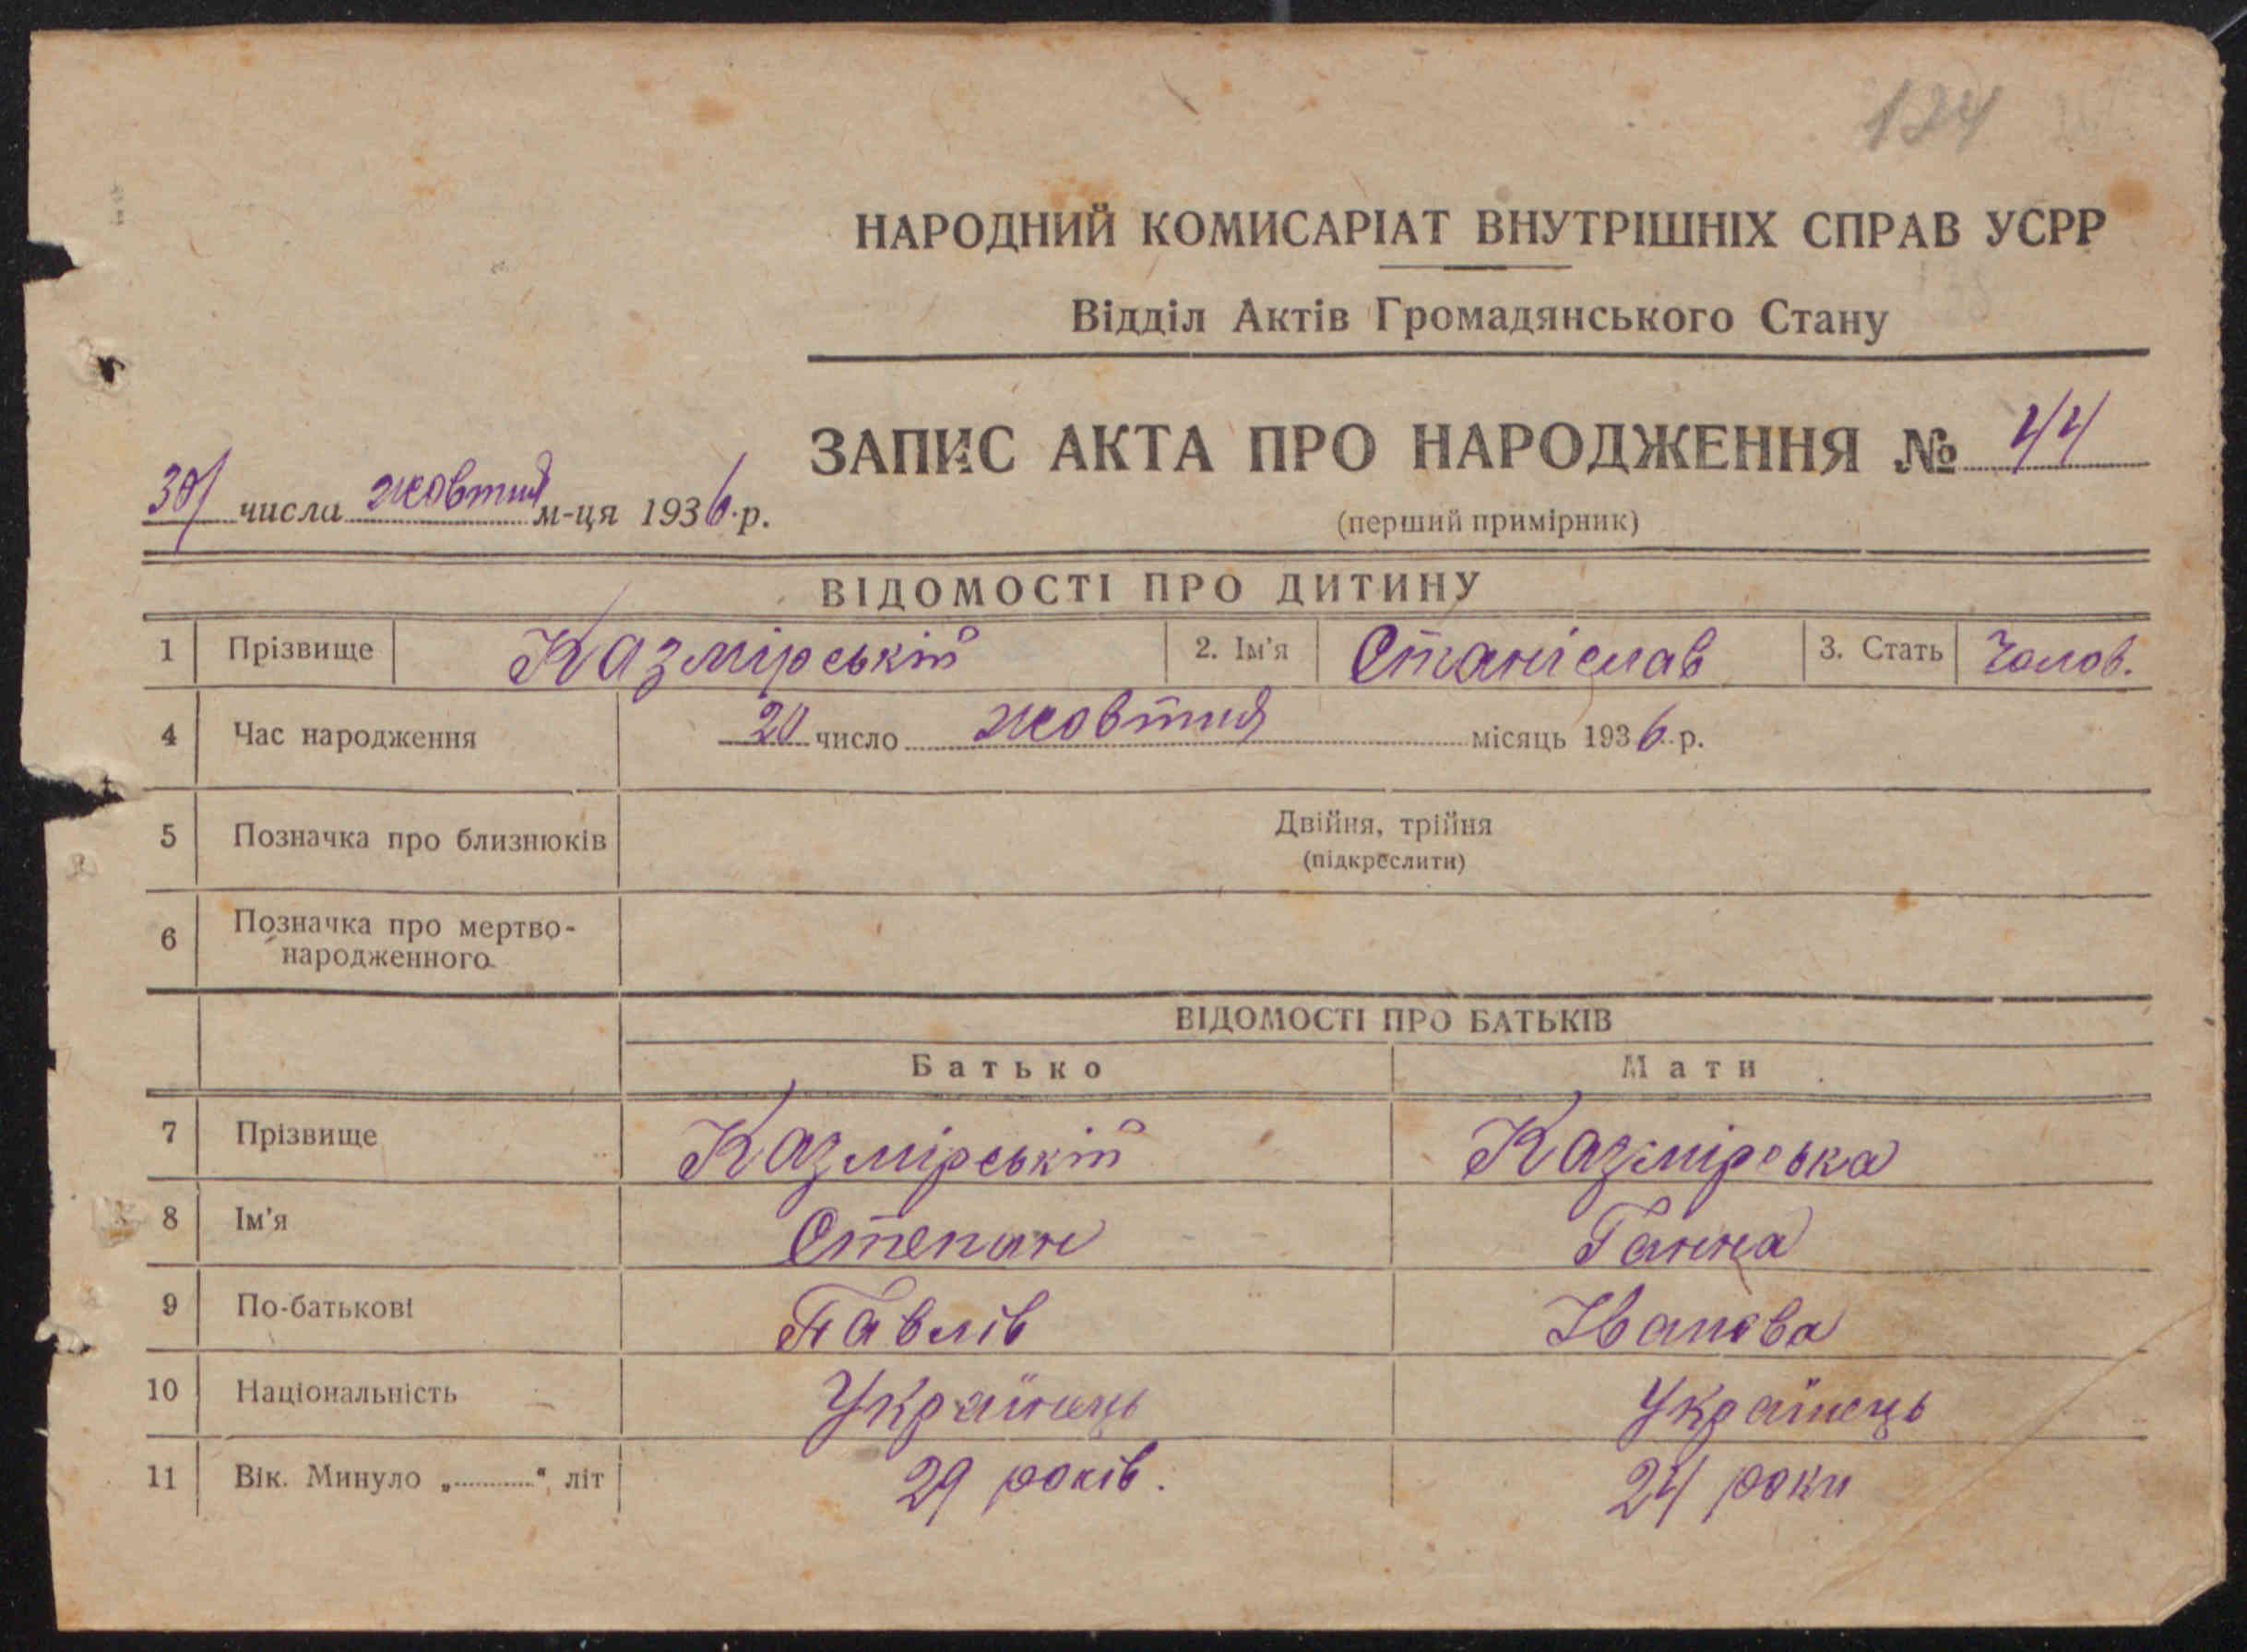 124
НАРОДНИЙ КОМИСАРІАТ ВНУТРІШНІХ СПРАВ УСРР
Відділ Актів Громадянського Стану
ЗАПИС АКТА ПРО НАРОДЖЕННЯ № 44
30 числа жовтня м-ця 1936 р.
(перший примірник)
ВІДОМОСТІ ПРО ДИТИНУ
1 Прізвище Казмірській 2. Ім'я Станіслав 3. Стать Чолов.
4 Час народження 20 число жовтня місяць 1936 р.
5 Позначка про близнюків Двійня, трійня
(підкреслити)
6 Позначка про мертво-
народженного
ВІДОМОСТІ ПРО БАТЬКІВ
Батько Мати
7 Прізвище Казмірській Казмірська
8 Ім'я Степан Ганна
9 По-батькові Павлів Іванова
10 Національність Українець Українець
11 Вік. Минуло „..........“ літ 29 років. 24 роки